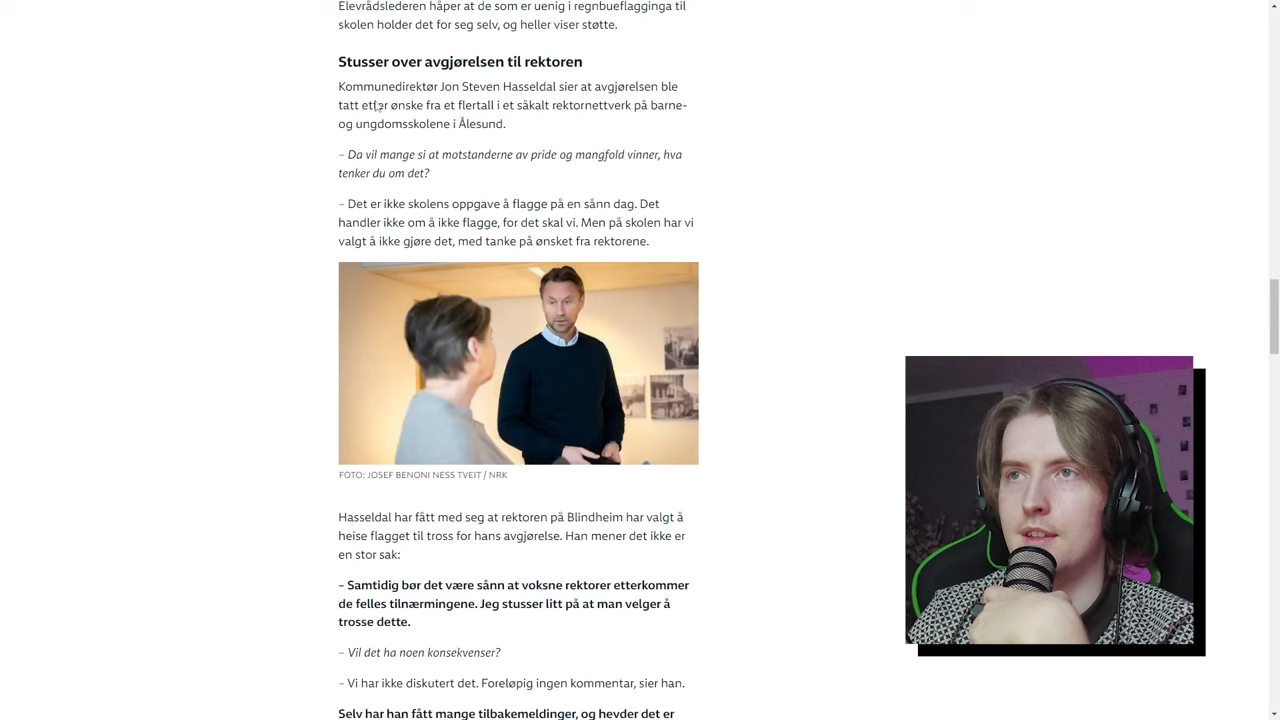 Elevrådslederen håper at de som er uenig i regnbueflagginga til
skolen holder det for seg selv, og heller viser støtte.
Stusser over avgjørelsen til rektoren
Kommunedirektør Jon Steven Hasseldal sier at avgjørelsen ble
tatt etter ønske fra et flertall i et såkalt rektornettverk på barne-
og ungdomsskolene i Ålesund.
– Da vil mange si at motstanderne av pride og mangfold vinner, hva
tenker du om det?
– Det er ikke skolens oppgave å flagge på en sånn dag. Det
handler ikke om å ikke flagge, for det skal vi. Men på skolen har vi
valgt å ikke gjøre det, med tanke på ønsket fra rektorene.
FOTO: JOSEF BENONI NESS TVEIT / NRK
Hasseldal har fått med seg at rektoren på Blindheim har valgt å
heise flagget til tross for hans avgjørelse. Han mener det ikke er
en stor sak:
– Samtidig bør det være sånn at voksne rektorer etterkommer
de felles tilnærmingene. Jeg stusser litt på at man velger å
trosse dette.
– Vil det ha noen konsekvenser?
– Vi har ikke diskutert det. Foreløpig ingen kommentar, sier han.
Selv har han fått mange tilbakemeldinger, og hevder det er